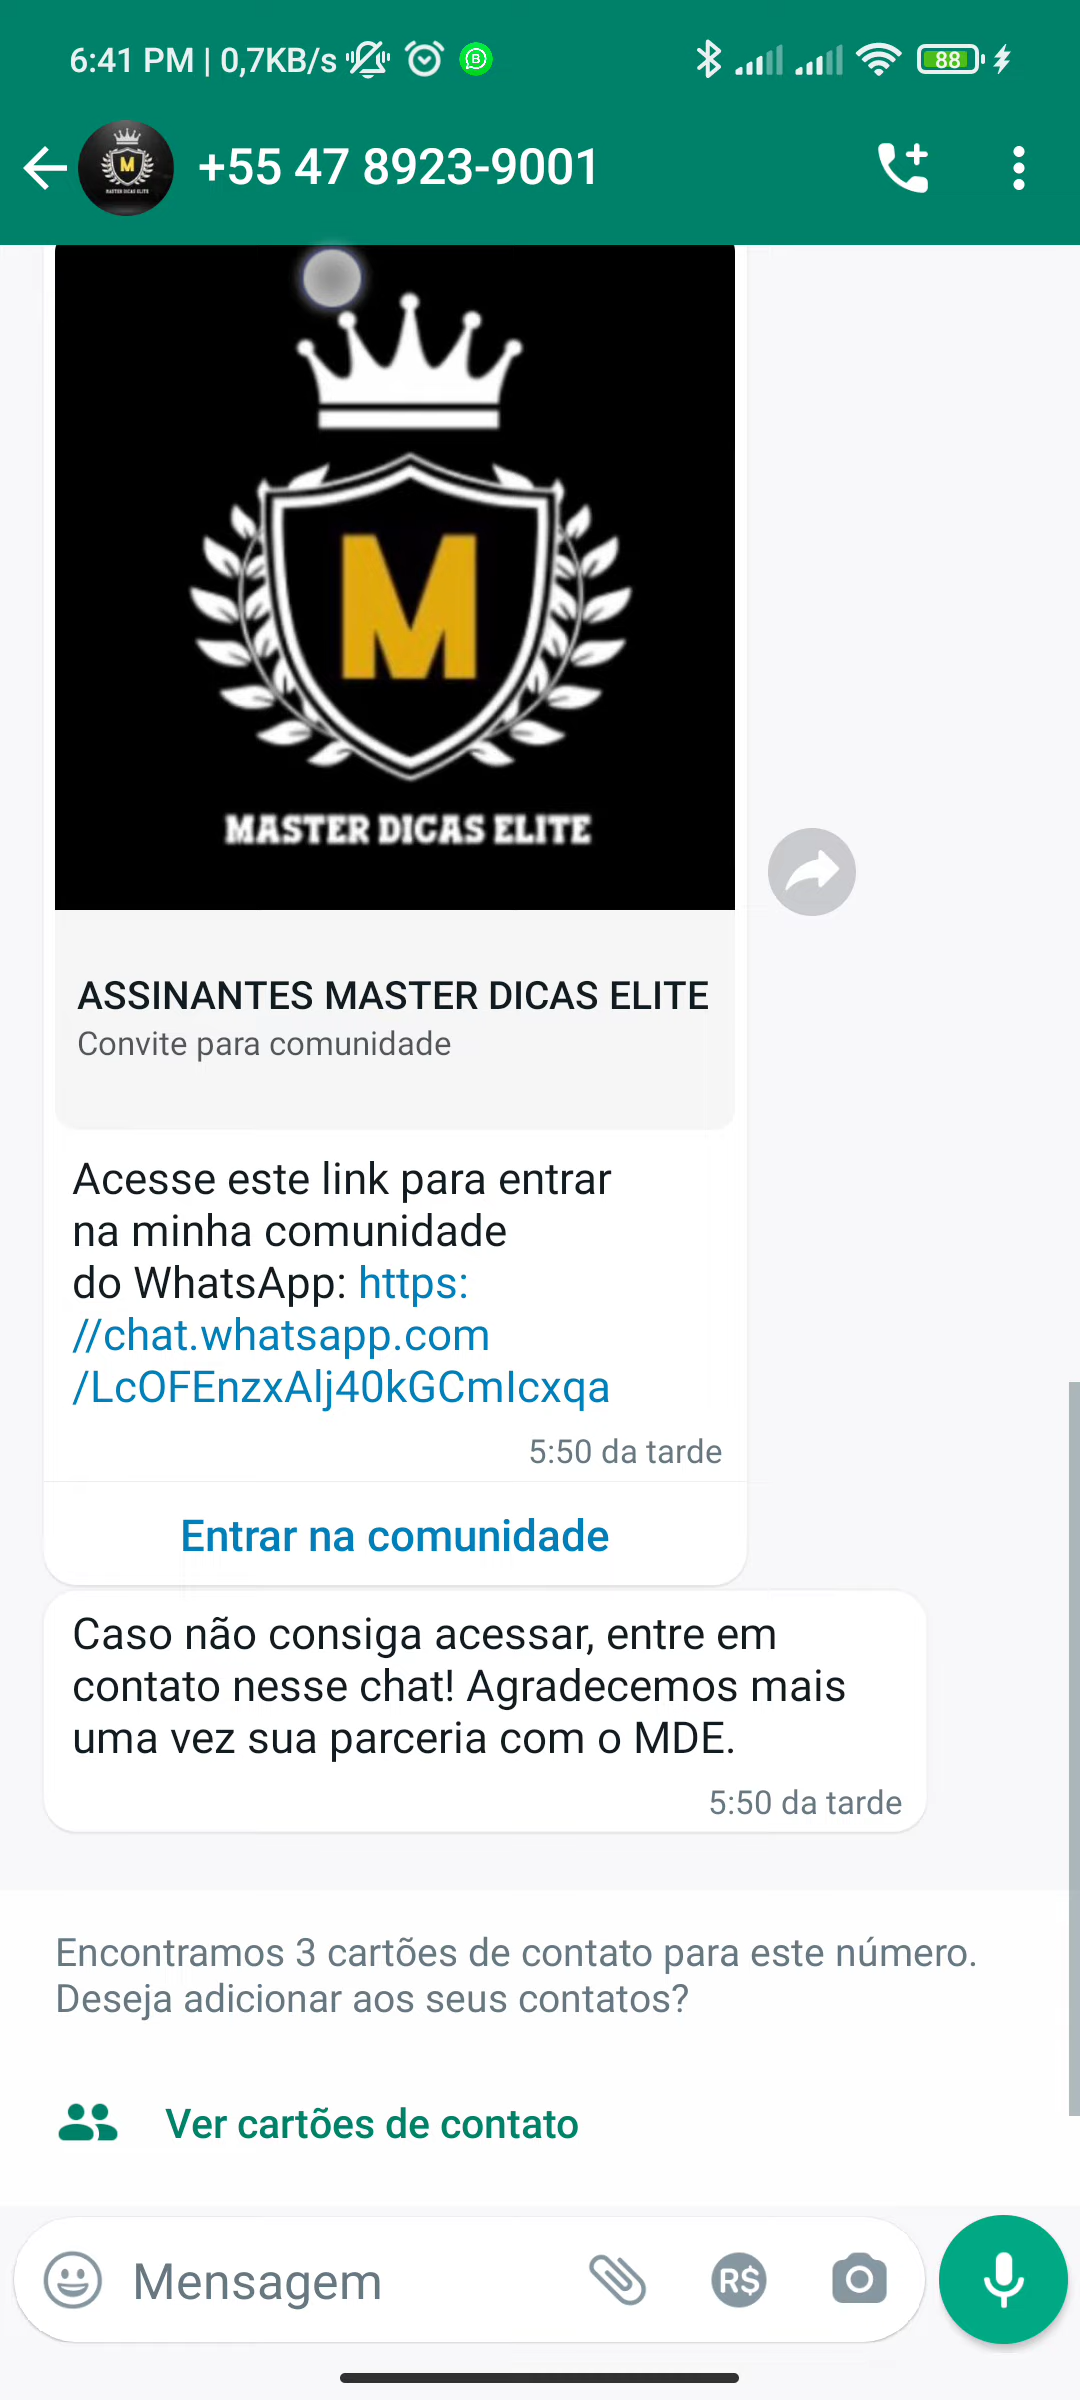 6:41 PM | 0,7KB/s
88
+55 47 8923-9001
M
MASTER DICAS ELITE
ASSINANTES MASTER DICAS ELITE
Convite para comunidade
Acesse este link para entrar
na minha comunidade
do WhatsApp: https:
//chat.whatsapp.com
/LcOFEnzxAlj40kGCmIcxqa
5:50 da tarde
Entrar na comunidade
Caso não consiga acessar, entre em
contato nesse chat! Agradecemos mais
uma vez sua parceria com o MDE.
5:50 da tarde
Encontramos 3 cartões de contato para este número.
Deseja adicionar aos seus contatos?
Ver cartões de contato
Mensagem
R$